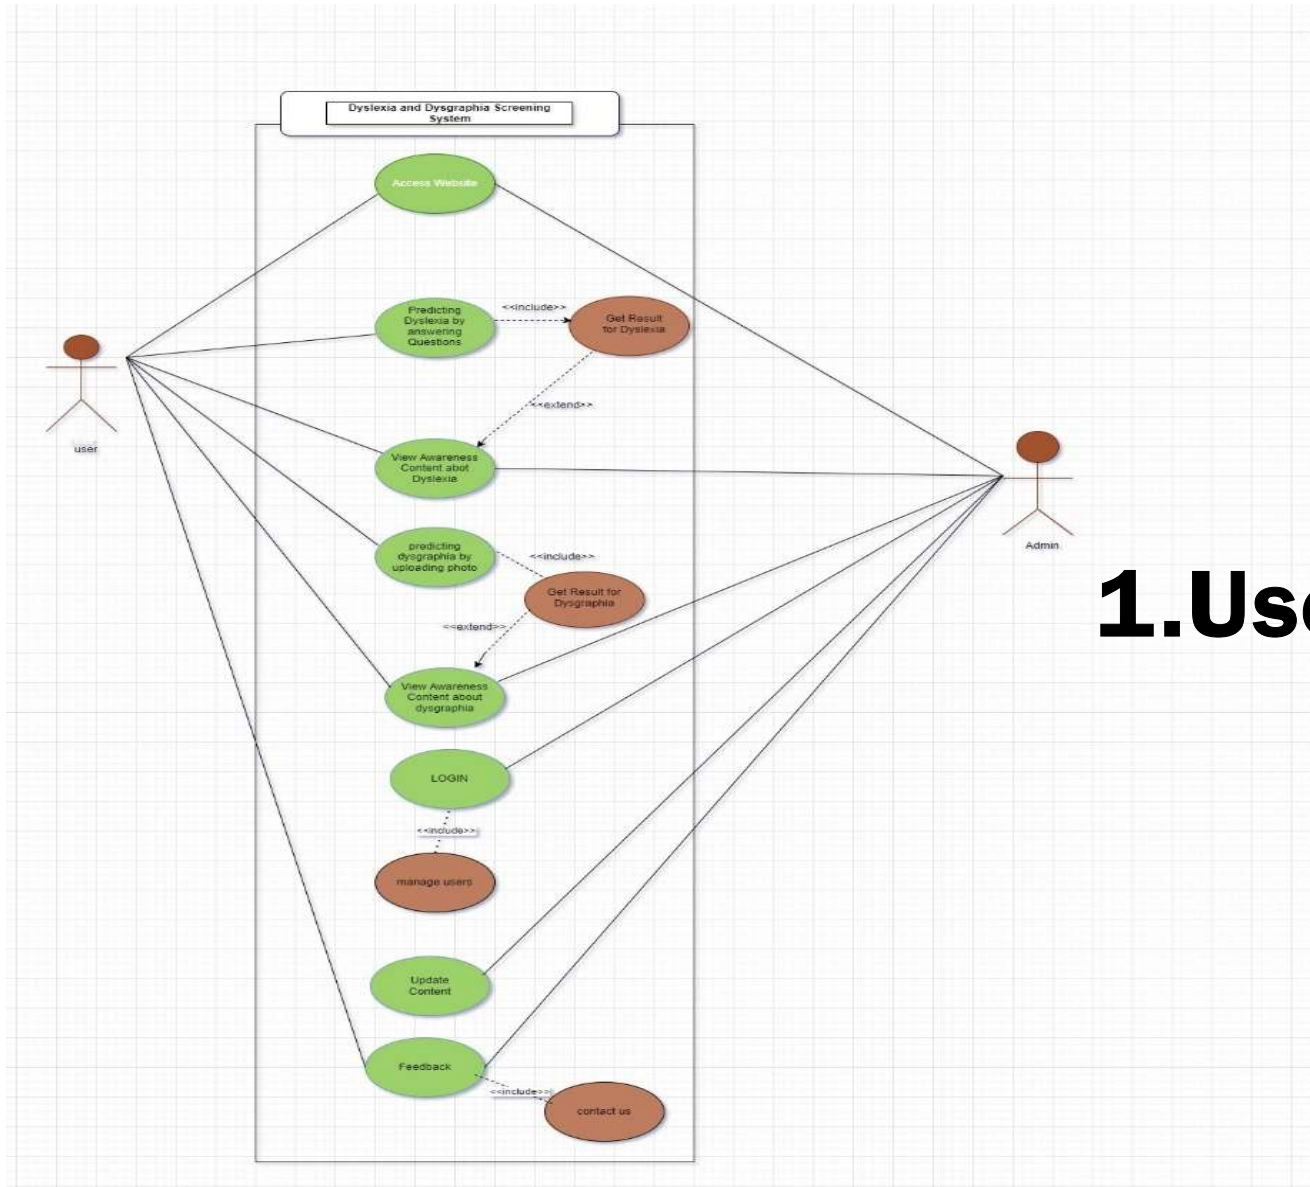 Dyslexia and Dysgraphia Screening
System
Access Website
Predicting
Dyslexia by
answering
Questions
<<include>>
Get Result
for Dyslexia
<<extend>>
user
View Awareness
Content abot
Dyslexia
Admin
predicting
dysgraphia by
uploading photo
<<include>>
Get Result for
Dysgraphia
<<extend>>
1.Use
View Awareness
Content about
dysgraphia
LOGIN
<<include>>
manage users
Update
Content
Feedback
<<include>>
contact us